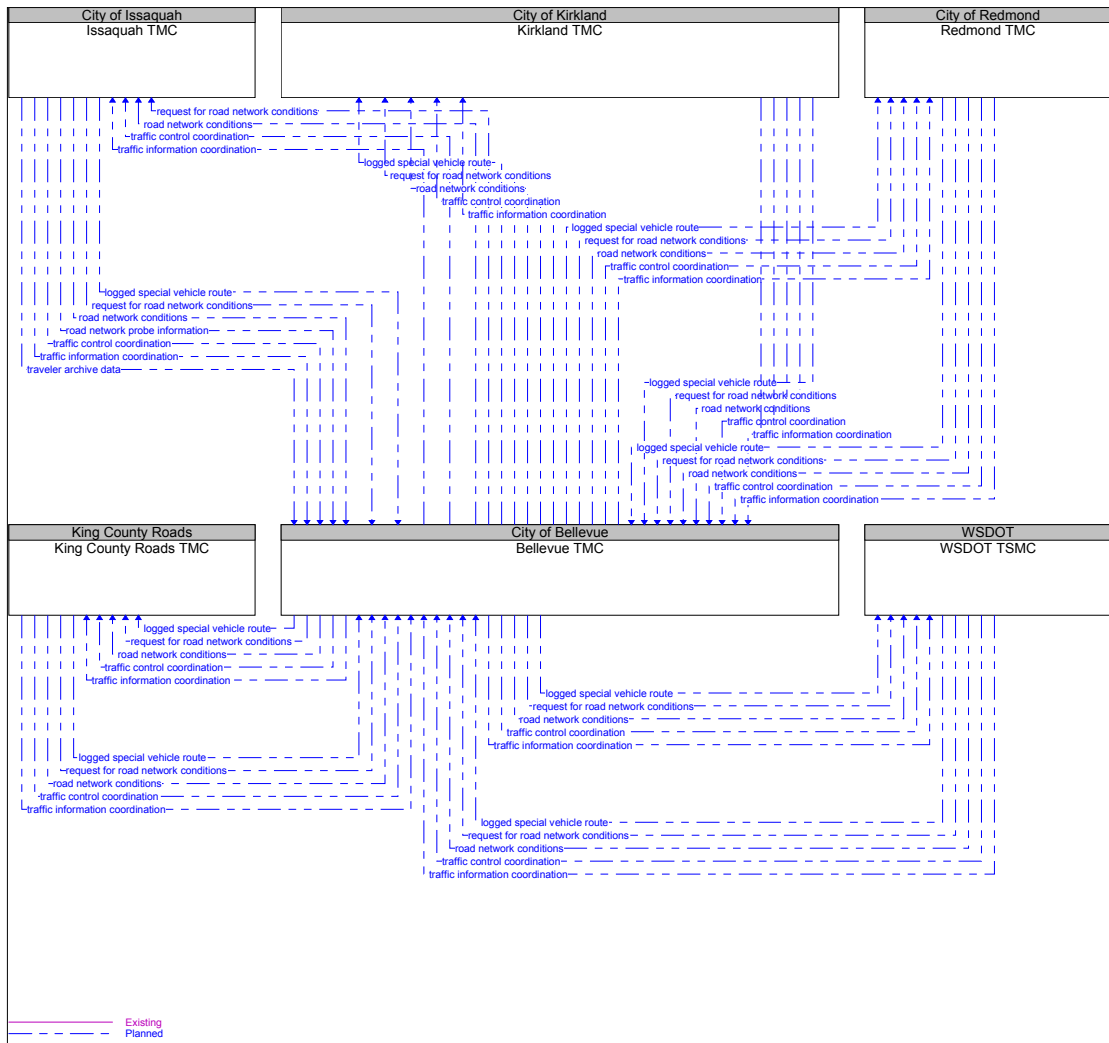 City of Issaquah
Issaquah TMC
City of Kirkland
Kirkland TMC
City of Redmond
Redmond TMC
request for road network conditions
road network conditions
traffic control coordination
traffic information coordination
logged special vehicle route
request for road network conditions
road network conditions
traffic control coordination
traffic information coordination
logged special vehicle route
request for road network conditions
road network conditions
traffic control coordination
traffic information coordination
logged special vehicle route
request for road network conditions
road network conditions
road network probe information
traffic control coordination
traffic information coordination
traveler archive data
logged special vehicle route
request for road network conditions
road network conditions
traffic control coordination
traffic information coordination
logged special vehicle route
request for road network conditions
road network conditions
traffic control coordination
traffic information coordination
King County Roads
King County Roads TMC
City of Bellevue
Bellevue TMC
WSDOT
WSDOT TSMC
logged special vehicle route
request for road network conditions
road network conditions
traffic control coordination
traffic information coordination
logged special vehicle route
request for road network conditions
road network conditions
traffic control coordination
traffic information coordination
logged special vehicle route
request for road network conditions
road network conditions
traffic control coordination
traffic information coordination
logged special vehicle route
request for road network conditions
road network conditions
traffic control coordination
traffic information coordination
Existing
Planned